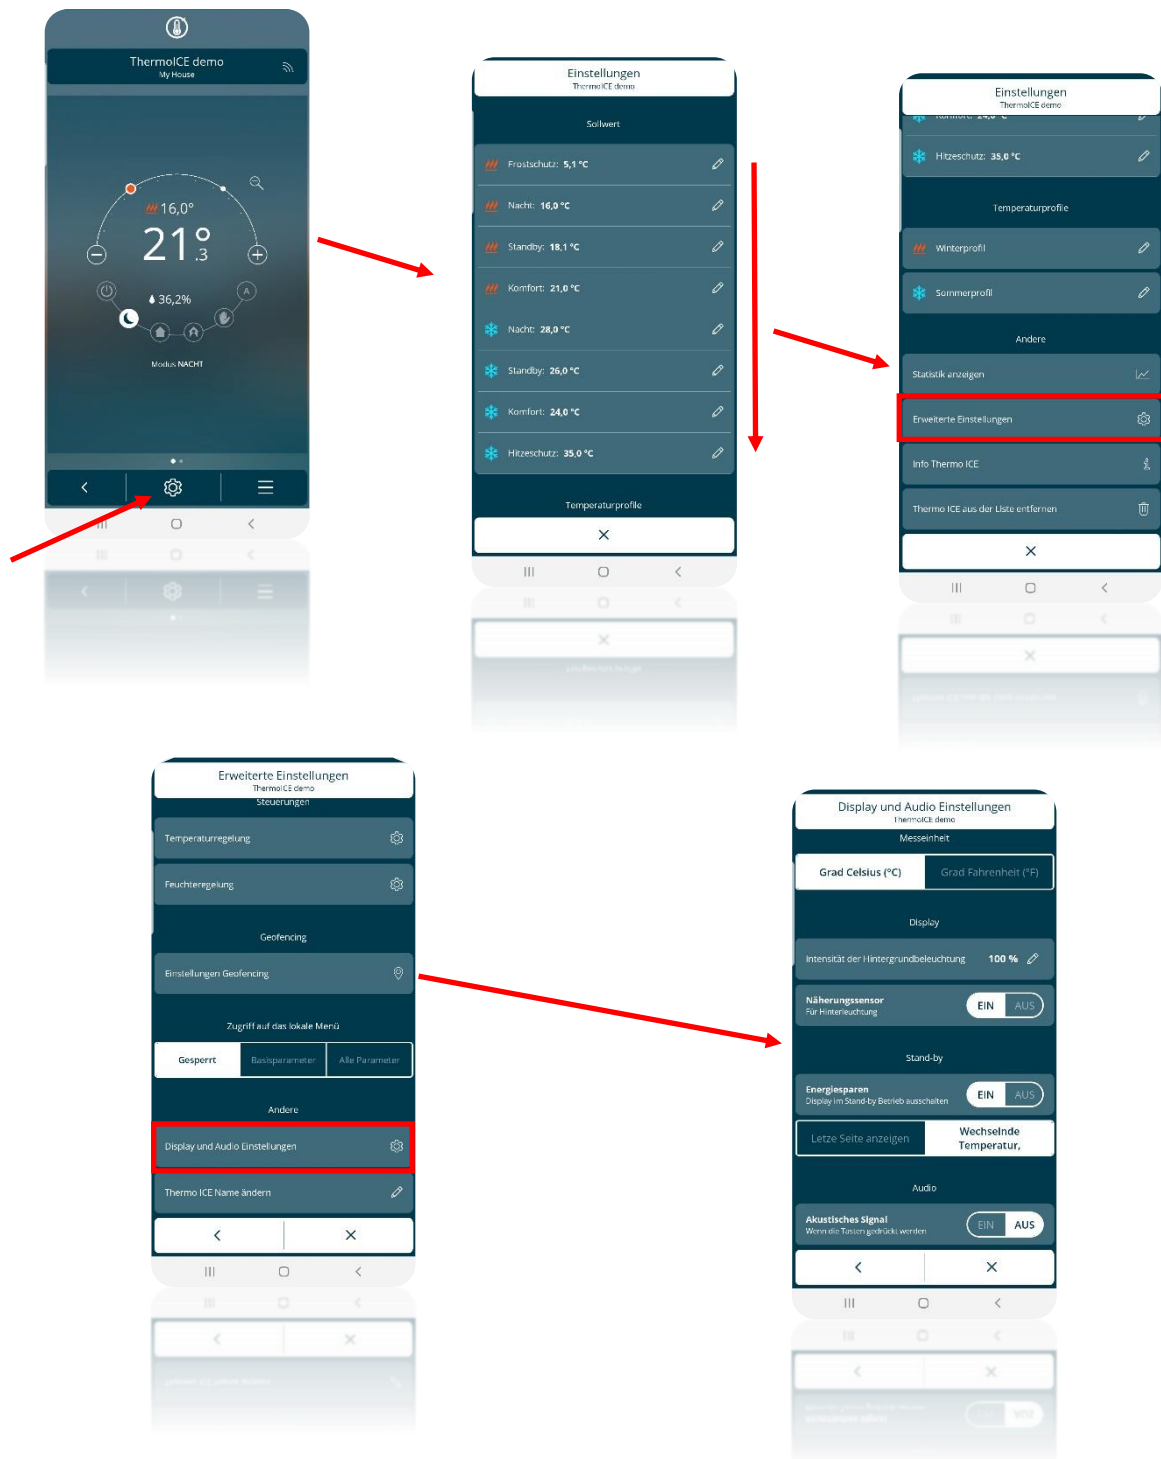 ThermoICE demo
My House
16,0°
21°.3
36,2%
A
Modus NACHT
Einstellungen
ThermoICE demo
Sollwert
Frostschutz: 5,1 °C
Nacht: 16,0 °C
Standby: 18,1 °C
Komfort: 21,0 °C
Nacht: 28,0 °C
Standby: 26,0 °C
Komfort: 24,0 °C
Hitzeschutz: 35,0 °C
Temperaturprofile
Einstellungen
ThermoICE demo
Komfort: 24,0 °C
Hitzeschutz: 35,0 °C
Temperaturprofile
Winterprofil
Sommerprofil
Andere
Statistik anzeigen
Erweiterte Einstellungen
Info Thermo ICE
Thermo ICE aus der Liste entfernen
Erweiterte Einstellungen
ThermoICE demo
Steuerungen
Temperaturregelung
Feuchteregelung
Geofencing
Einstellungen Geofencing
Zugriff auf das lokale Menü
Gesperrt Basisparameter Alle Parameter
Andere
Display und Audio Einstellungen
Thermo ICE Name ändern
Display und Audio Einstellungen
ThermoICE demo
Messeinheit
Grad Celsius (°C) Grad Fahrenheit (°F)
Display
Intensität der Hintergrundbeleuchtung 100 %
Näherungssensor
Für Hinterleuchtung
EIN AUS
Stand-by
Energiesparen
Display im Stand-by Betrieb ausschalten
EIN AUS
Letze Seite anzeigen
Wechselnde
Temperatur,
Audio
Akustisches Signal
Wenn die Tasten gedrückt werden
EIN AUS